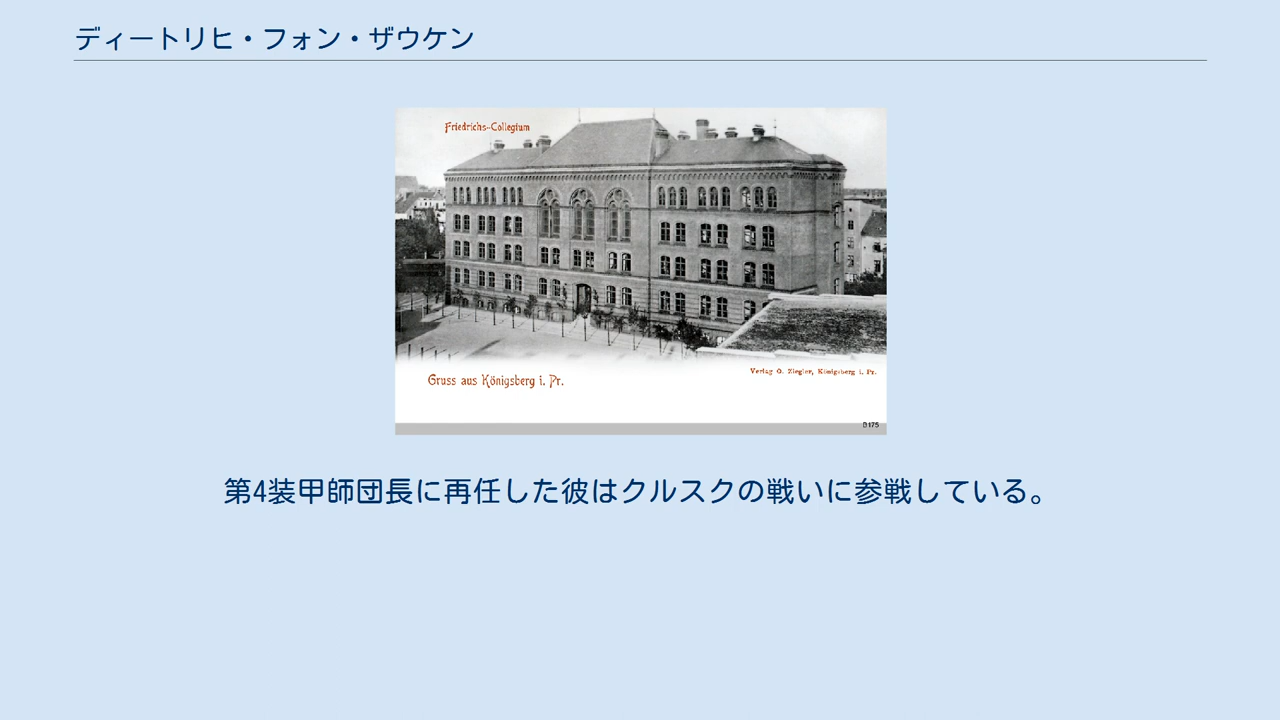 ディートリヒ・フォン・ザウケン
Friedrichs-Collegium
Gruss aus Königsberg i. Pr.
Verlag O. Ziegler, Königsberg i. Pr.
D175
第4装甲師団長に再任した彼はクルスクの戦いに参戦している。